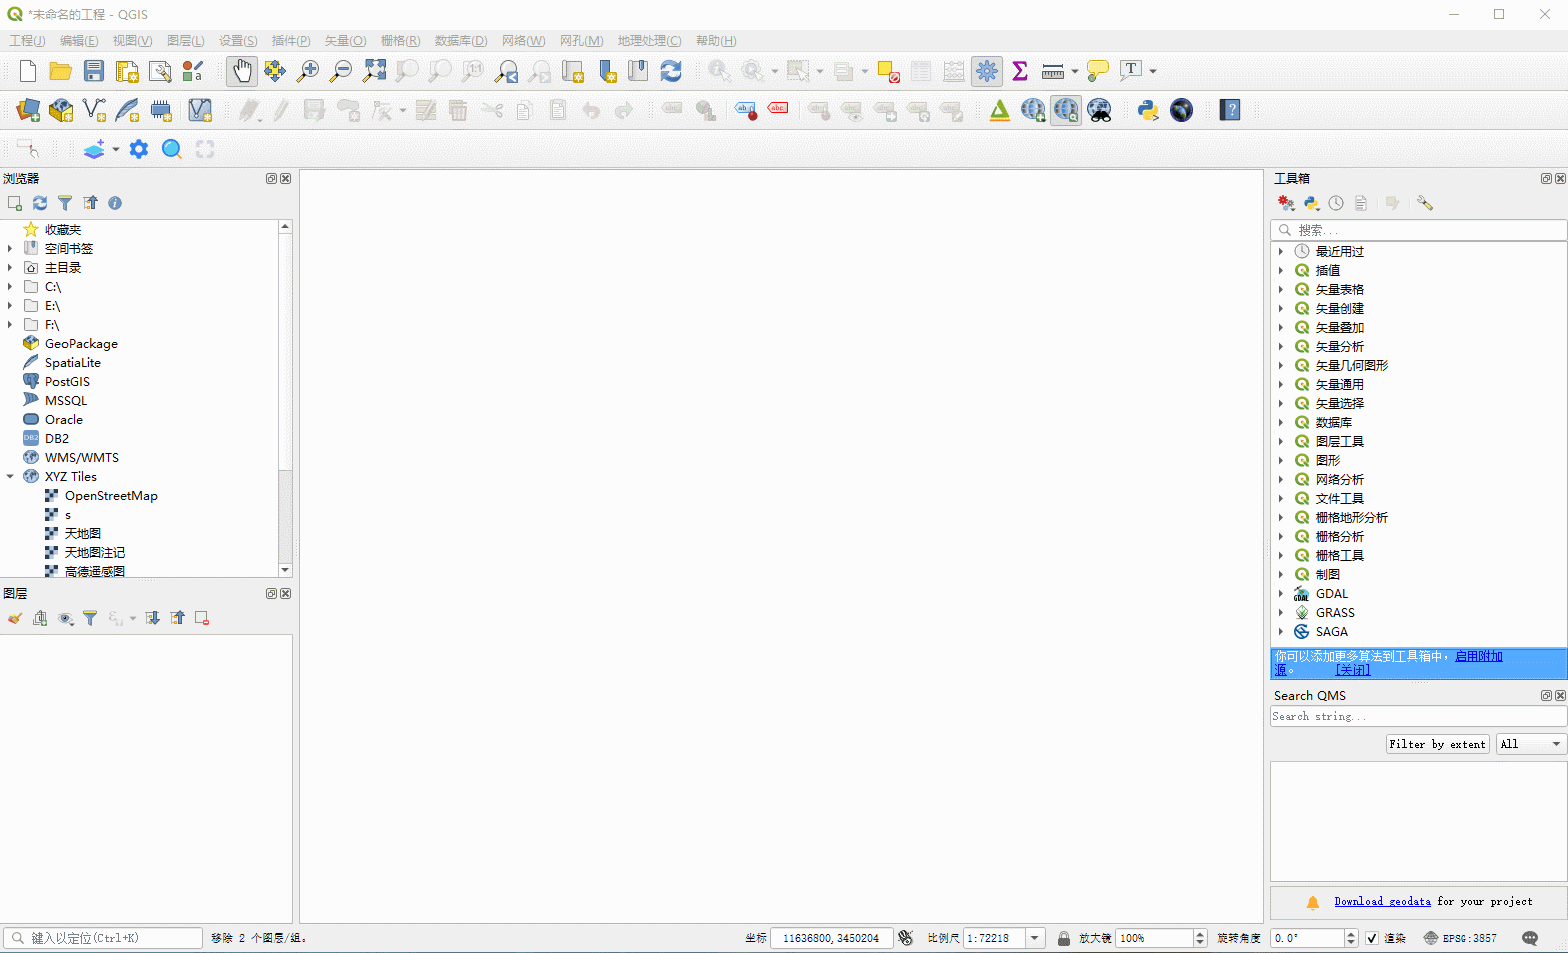 *未命名的工程 - QGIS
工程(J) 编辑(E) 视图(V) 图层(L) 设置(S) 插件(P) 矢量(O) 栅格(R) 数据库(D) 网络(W) 网孔(M) 地理处理(C) 帮助(H)
浏览器
收藏夹
空间书签
主目录
C:\
E:\
F:\
GeoPackage
SpatiaLite
PostGIS
MSSQL
Oracle
DB2
WMS/WMTS
XYZ Tiles
OpenStreetMap
s
天地图
天地图注记
高德遥感图
图层
工具箱
搜索...
最近用过
插值
矢量表格
矢量创建
矢量叠加
矢量分析
矢量几何图形
矢量通用
矢量选择
数据库
图层工具
图形
网络分析
文件工具
栅格地形分析
栅格分析
栅格工具
制图
GDAL
GRASS
SAGA
你可以添加更多算法到工具箱中，启用附加
源。 [关闭]
Search QMS
Search string...
Filter by extent All
Download geodata for your project
键入以定位(Ctrl+K) 移除 2 个图层/组。 坐标 11636800,3450204 比例尺 1:72218 放大镜 100% 旋转角度 0.0° 渲染 EPSG:3857